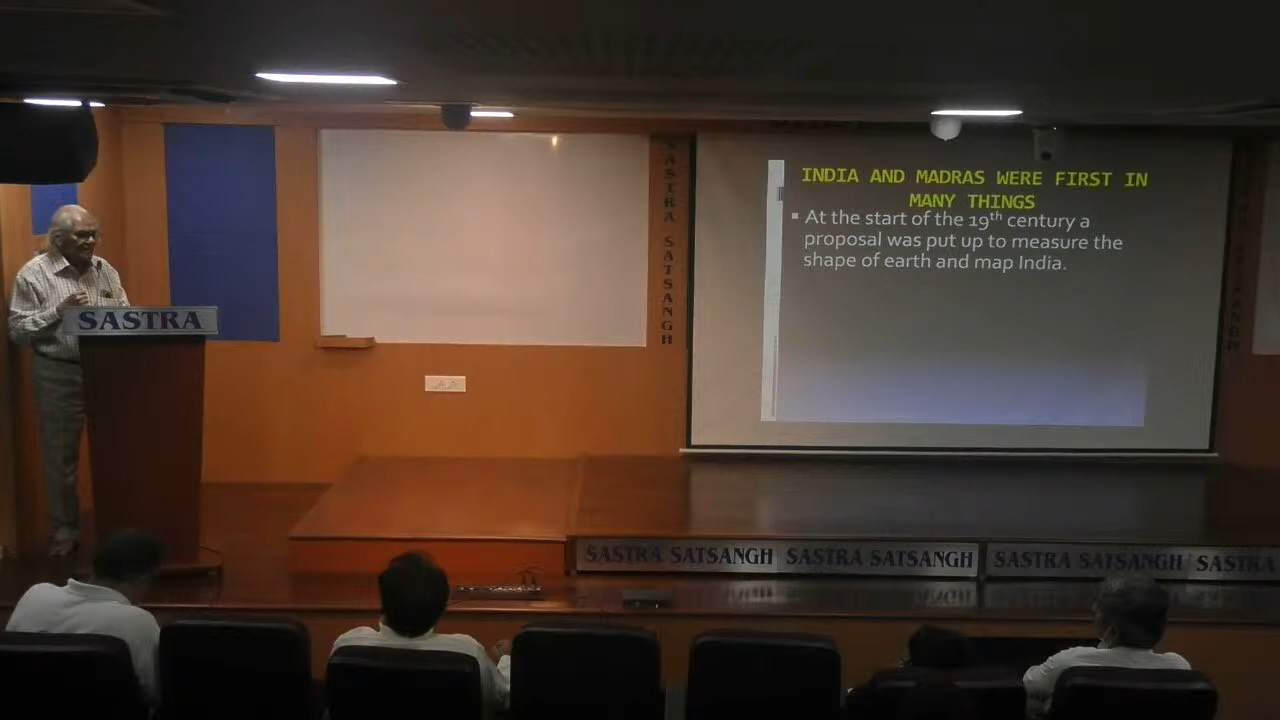 SASTRA
SASTRA SATSANGH
INDIA AND MADRAS WERE FIRST IN
MANY THINGS
▪ At the start of the 19th century a
proposal was put up to measure the
shape of earth and map India.
SASTRA SATSANGH SASTRA SATSANGH
SASTRA SATSANGH SASTRA